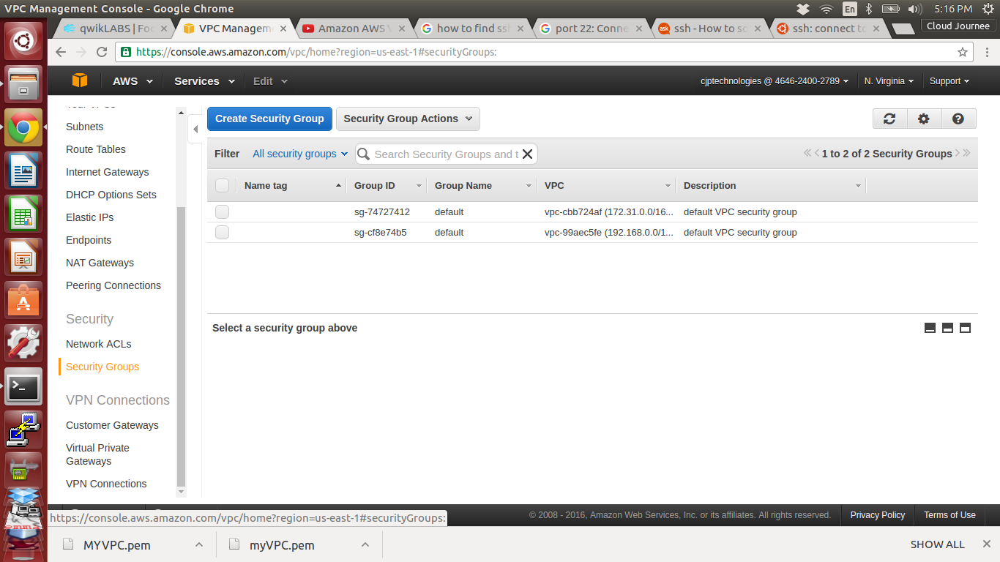 VPC Management Console - Google Chrome
En
5:16 PM
qwikLABS | Foc
VPC Managem
Amazon AWS V
how to find ssh
port 22: Conne
ask
ssh - How to so
ssh: connect to
Cloud Journee
https://console.aws.amazon.com/vpc/home?region=us-east-1#securityGroups:
AWS
Services
Edit
cjptechnologies @ 4646-2400-2789
N. Virginia
Support
Subnets
Route Tables
Internet Gateways
DHCP Options Sets
Elastic IPs
Endpoints
NAT Gateways
Peering Connections
Security
Network ACLs
Security Groups
VPN Connections
Customer Gateways
Virtual Private
Gateways
VPN Connections
Create Security Group
Security Group Actions
Filter
All security groups
Search Security Groups and t
1 to 2 of 2 Security Groups
Name tag
Group ID
Group Name
VPC
Description
sg-74727412 default vpc-cbb724af (172.31.0.0/16... default VPC security group
sg-cf8e74b5 default vpc-99aec5fe (192.168.0.0/1... default VPC security group
Select a security group above
https://console.aws.amazon.com/vpc/home?region=us-east-1#securityGroups:
© 2008 - 2016, Amazon Web Services, Inc. or its affiliates. All rights reserved.
Privacy Policy
Terms of Use
MYVPC.pem
myVPC.pem
SHOW ALL